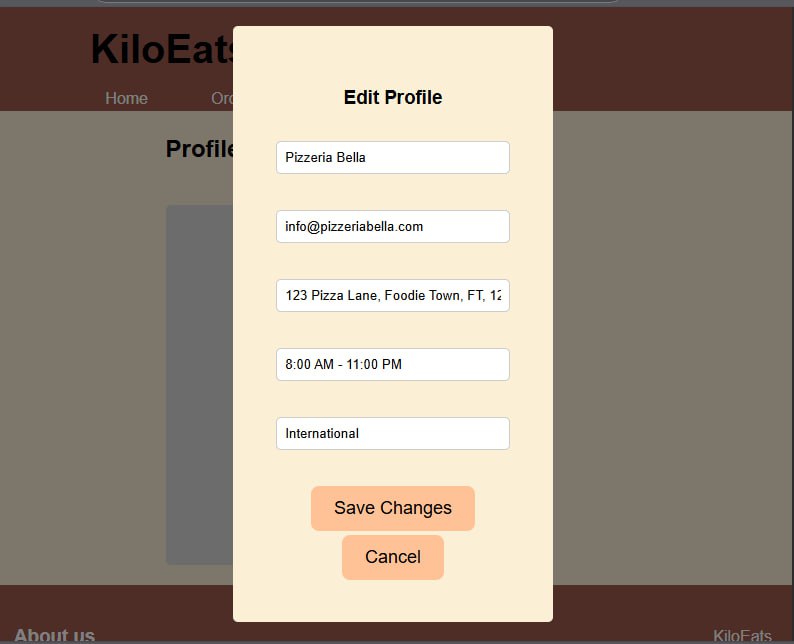 KiloEats
Home
Edit Profile
Profile
Pizzeria Bella
info@pizzeriabella.com
123 Pizza Lane, Foodie Town, FT, 12
8:00 AM - 11:00 PM
International
Save Changes
Cancel
About us
KiloEats